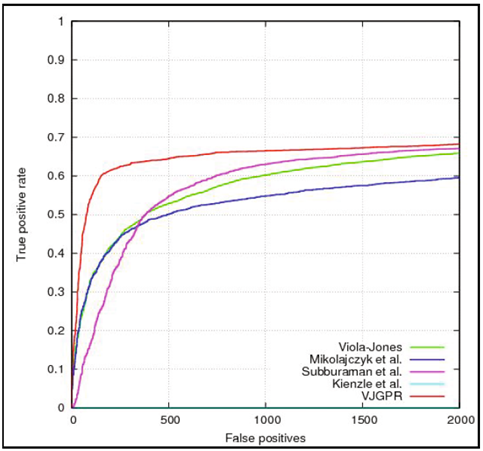 1
0.9
0.8
0.7
0.6
0.5
0.4
0.3
0.2
0.1
0
True positive rate
Viola-Jones
Mikolajczyk et al.
Subburaman et al.
Kienzle et al.
VJGPR
0 500 1000 1500 2000
False positives